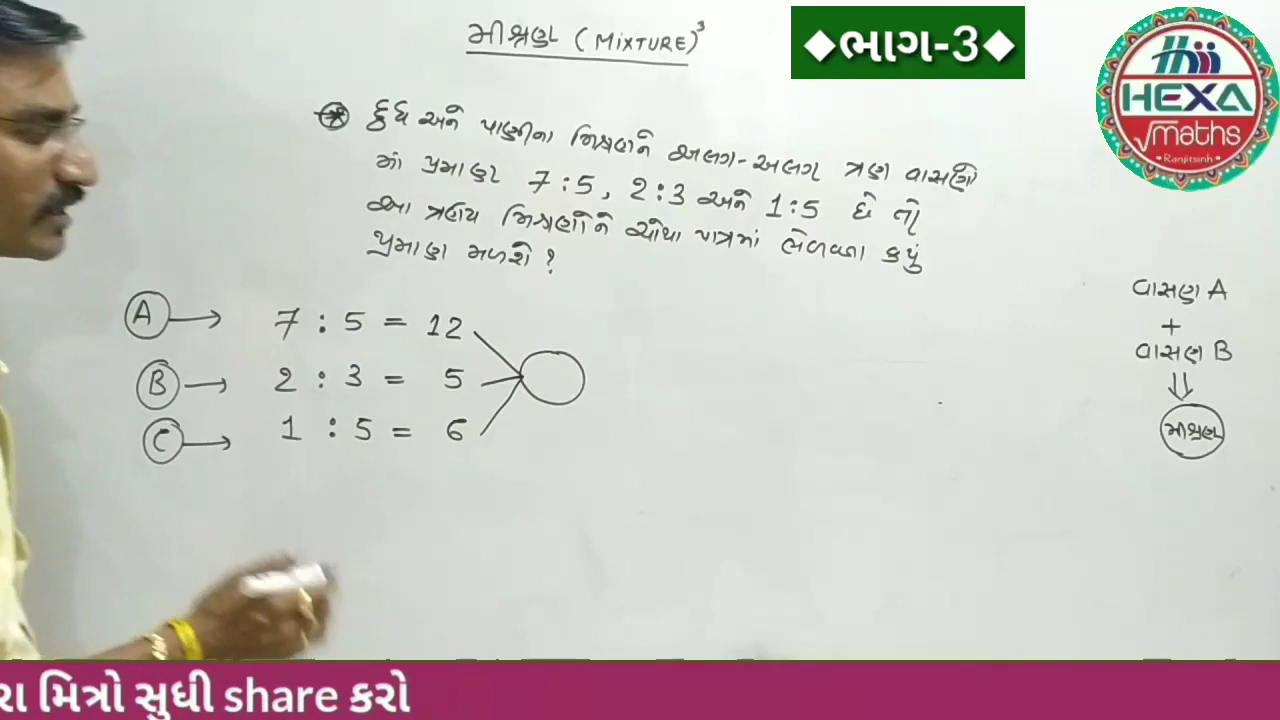 મીશ્રણ (MIXTURE)³
◆ભાગ-3◆
HEXA
√maths
Ranjitsinh
દુધ અને પાણીના મિશ્રણને અલગ-અલગ ત્રણ વાસણો
માં પ્રમાણ 7:5, 2:3 અને 1:5 છે તો
આ ત્રણેય મિશ્રણોને ચોથા પાત્રમાં ભેળવતા કયું
પ્રમાણ મળશે ?
A → 7 : 5 = 12
B → 2 : 3 = 5
C → 1 : 5 = 6
વાસણ A
+
વાસણ B
⇓
મીશ્રણ
રા મિત્રો સુધી share કરો